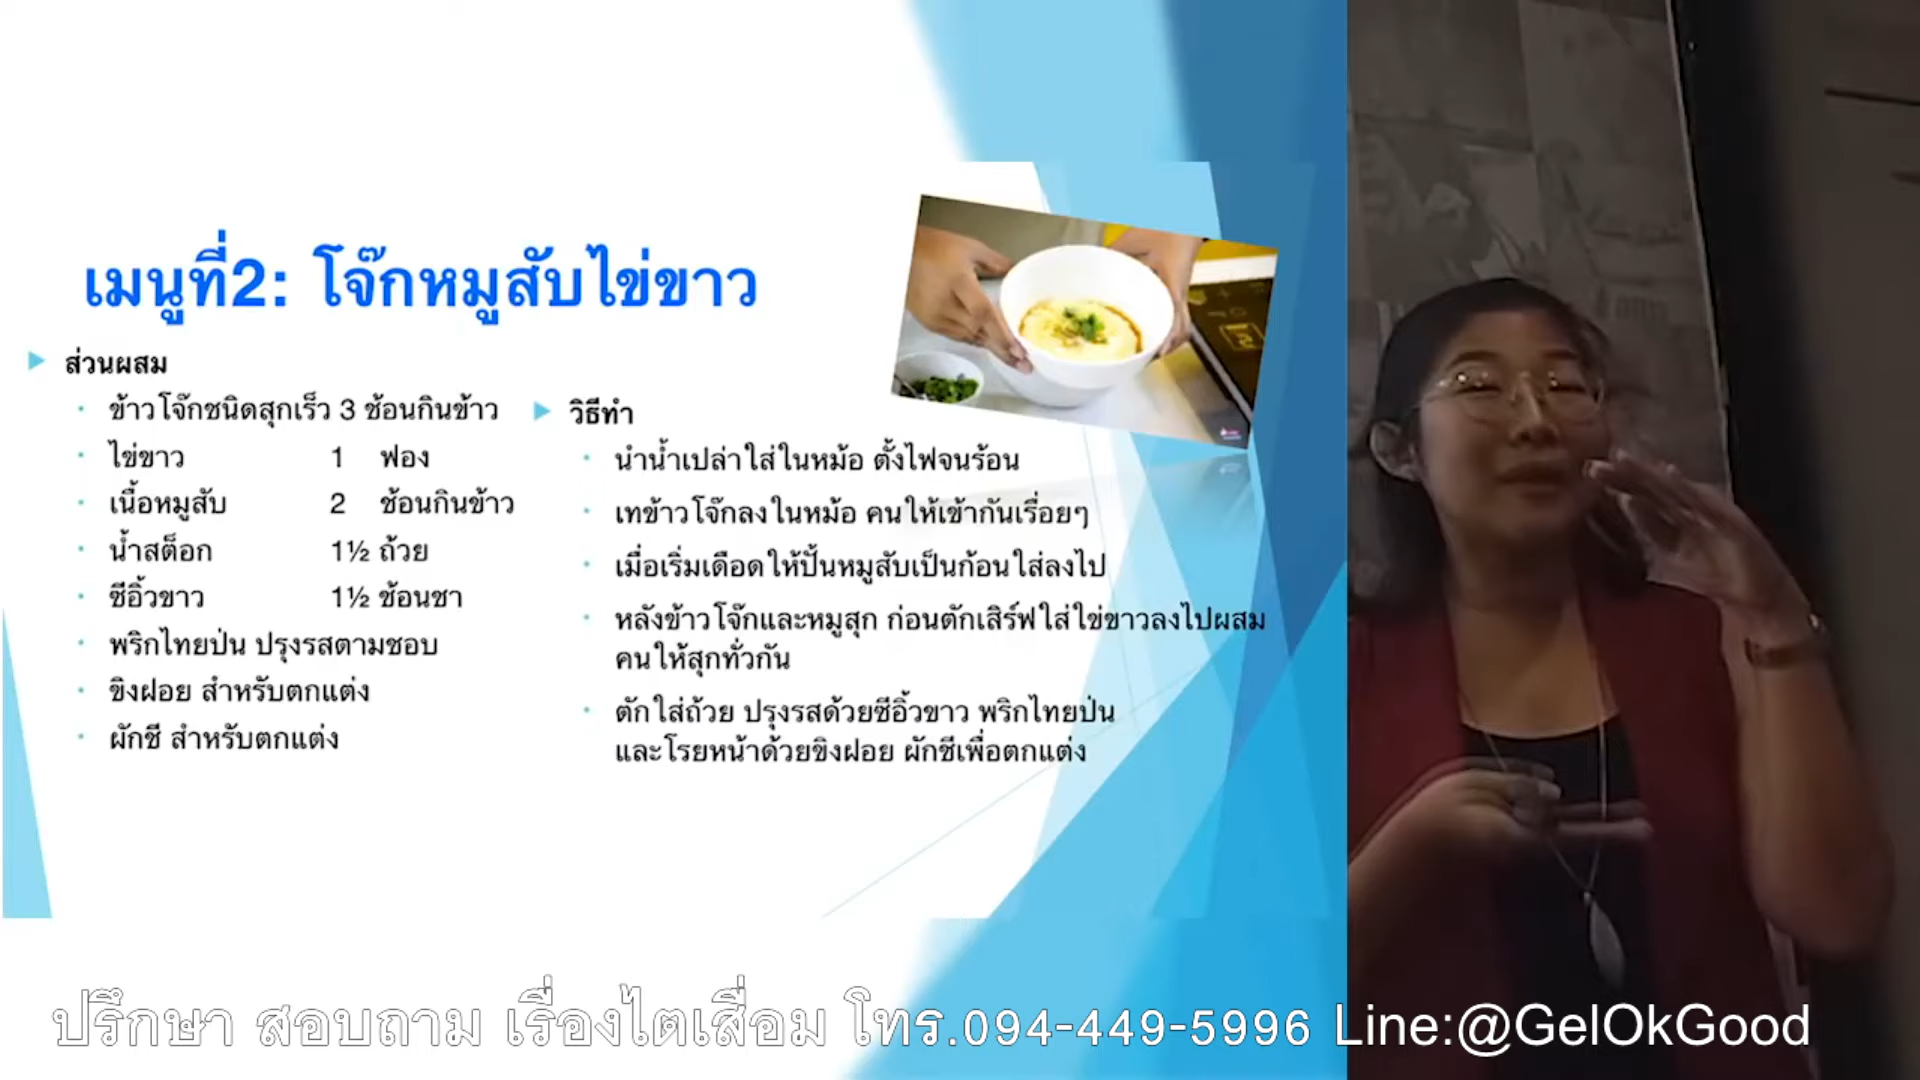 เมนูที่2: โจ๊กหมูสับไข่ขาว
ส่วนผสม
ข้าวโจ๊กชนิดสุกเร็ว 3 ช้อนกินข้าว
ไข่ขาว 1 ฟอง
เนื้อหมูสับ 2 ช้อนกินข้าว
น้ำสต็อก 1½ ถ้วย
ซีอิ้วขาว 1½ ช้อนชา
พริกไทยป่น ปรุงรสตามชอบ
ขิงฝอย สำหรับตกแต่ง
ผักชี สำหรับตกแต่ง
วิธีทำ
นำน้ำเปล่าใส่ในหม้อ ตั้งไฟจนร้อน
เทข้าวโจ๊กลงในหม้อ คนให้เข้ากันเรื่อยๆ
เมื่อเริ่มเดือดให้ปั้นหมูสับเป็นก้อนใส่ลงไป
หลังข้าวโจ๊กและหมูสุก ก่อนตักเสิร์ฟใส่ไข่ขาวลงไปผสม
คนให้สุกทั่วกัน
ตักใส่ถ้วย ปรุงรสด้วยซีอิ้วขาว พริกไทยป่น
และโรยหน้าด้วยขิงฝอย ผักชีเพื่อตกแต่ง
ปรึกษา สอบถาม เรื่องไตเสื่อม โทร.094-449-5996 Line:@GelOkGood